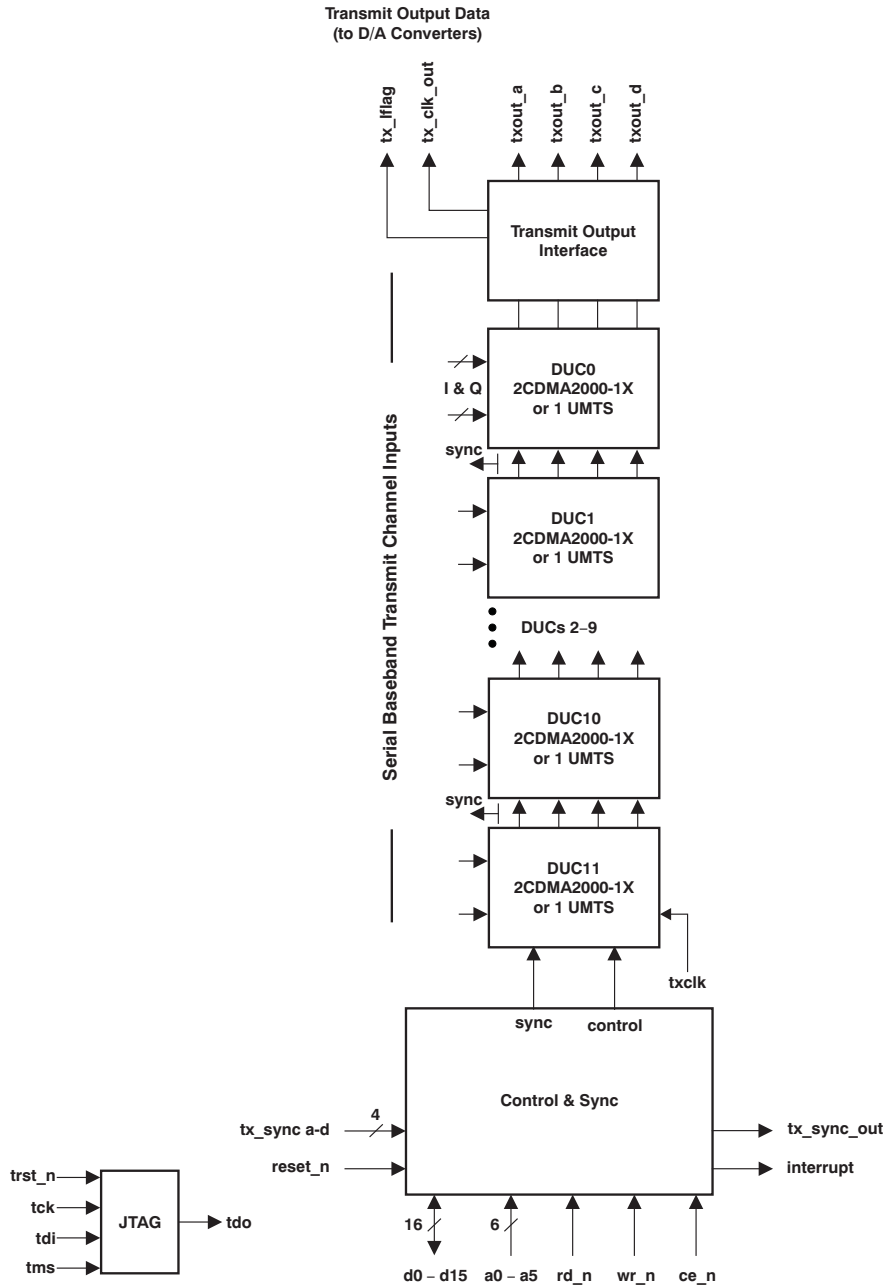 Transmit Output Data
(to D/A Converters)
tx_lflag
tx_clk_out
txout_a
txout_b
txout_c
txout_d
Transmit Output
Interface
Serial Baseband Transmit Channel Inputs
I & Q
DUC0
2CDMA2000-1X
or 1 UMTS
sync
DUC1
2CDMA2000-1X
or 1 UMTS
DUCs 2–9
DUC10
2CDMA2000-1X
or 1 UMTS
sync
DUC11
2CDMA2000-1X
or 1 UMTS
txclk
sync
control
Control & Sync
tx_sync a-d
4
reset_n
tx_sync_out
interrupt
16
6
d0 – d15
a0 – a5
rd_n
wr_n
ce_n
trst_n
tck
tdi
tms
JTAG
tdo